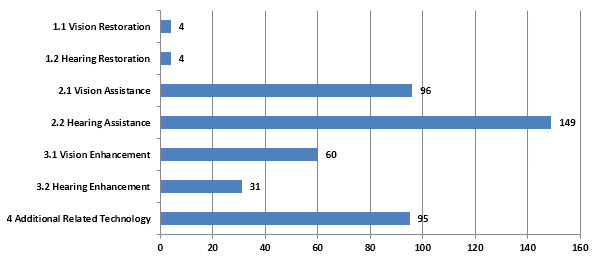 1.1 Vision Restoration 4
1.2 Hearing Restoration 4
2.1 Vision Assistance 96
2.2 Hearing Assistance 149
3.1 Vision Enhancement 60
3.2 Hearing Enhancement 31
4 Additional Related Technology 95
0 20 40 60 80 100 120 140 160